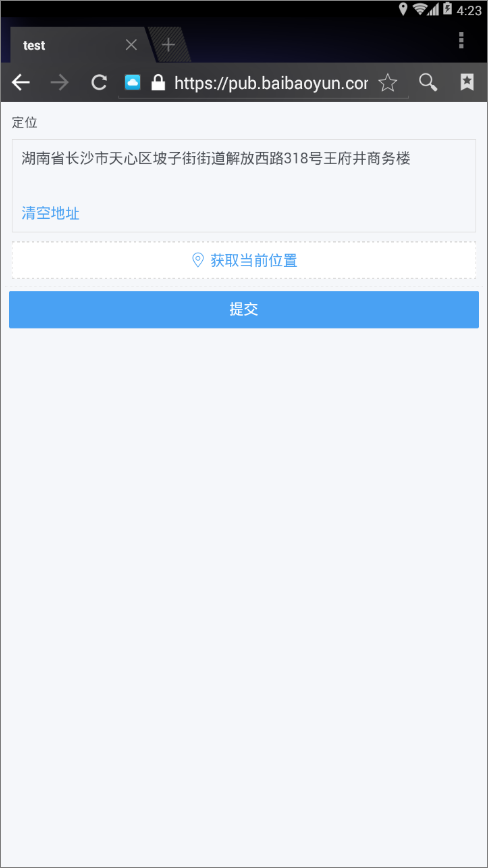 4:23
test
https://pub.baibaoyun.cor
定位
湖南省长沙市天心区坡子街街道解放西路318号王府井商务楼
清空地址
获取当前位置
提交